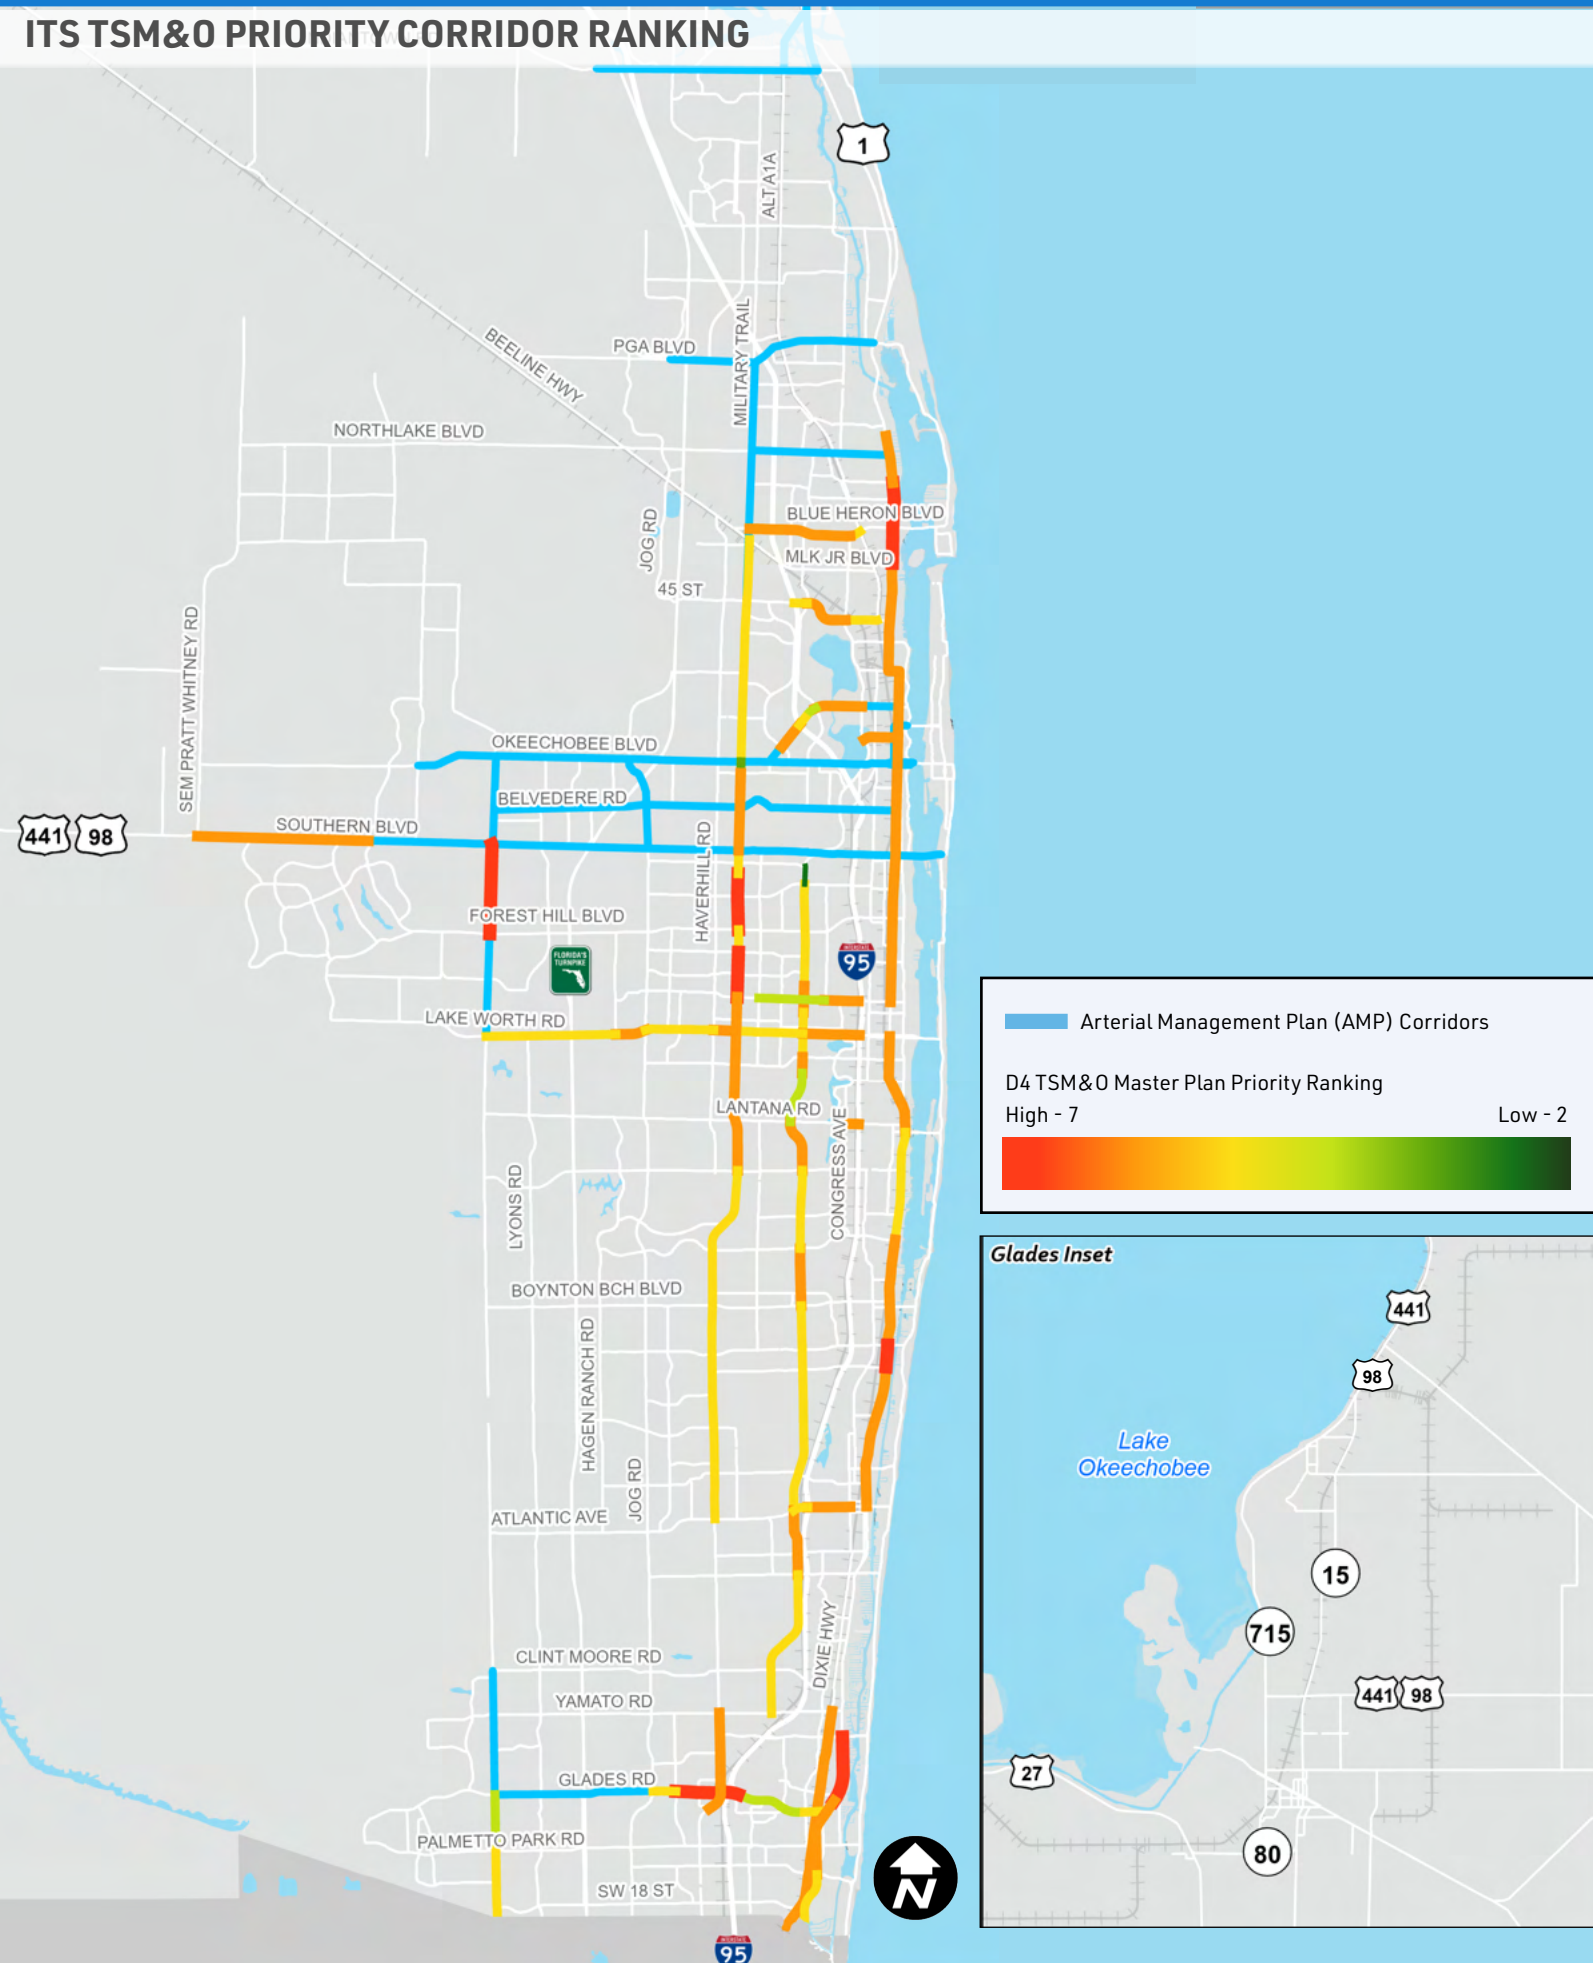 ITS TSM&O PRIORITY CORRIDOR RANKING
1
ALT A1A
PGA BLVD
MILITARY TRAIL
BEELINE HWY
NORTHLAKE BLVD
BLUE HERON BLVD
JOG RD
MLK JR BLVD
45 ST
SEM PRATT WHITNEY RD
OKEECHOBEE BLVD
BELVEDERE RD
441 98
SOUTHERN BLVD
HAVERHILL RD
FOREST HILL BLVD
FLORIDA'S
TURNPIKE
INTERSTATE
95
LAKE WORTH RD
Arterial Management Plan (AMP) Corridors
D4 TSM&O Master Plan Priority Ranking
High - 7 Low - 2
LANTANA RD
CONGRESS AVE
LYONS RD
BOYNTON BCH BLVD
HAGEN RANCH RD
JOG RD
ATLANTIC AVE
DIXIE HWY
CLINT MOORE RD
YAMATO RD
GLADES RD
PALMETTO PARK RD
SW 18 ST
N
INTERSTATE
95
Glades Inset
441
98
Lake
Okeechobee
15
715
441 98
27
80